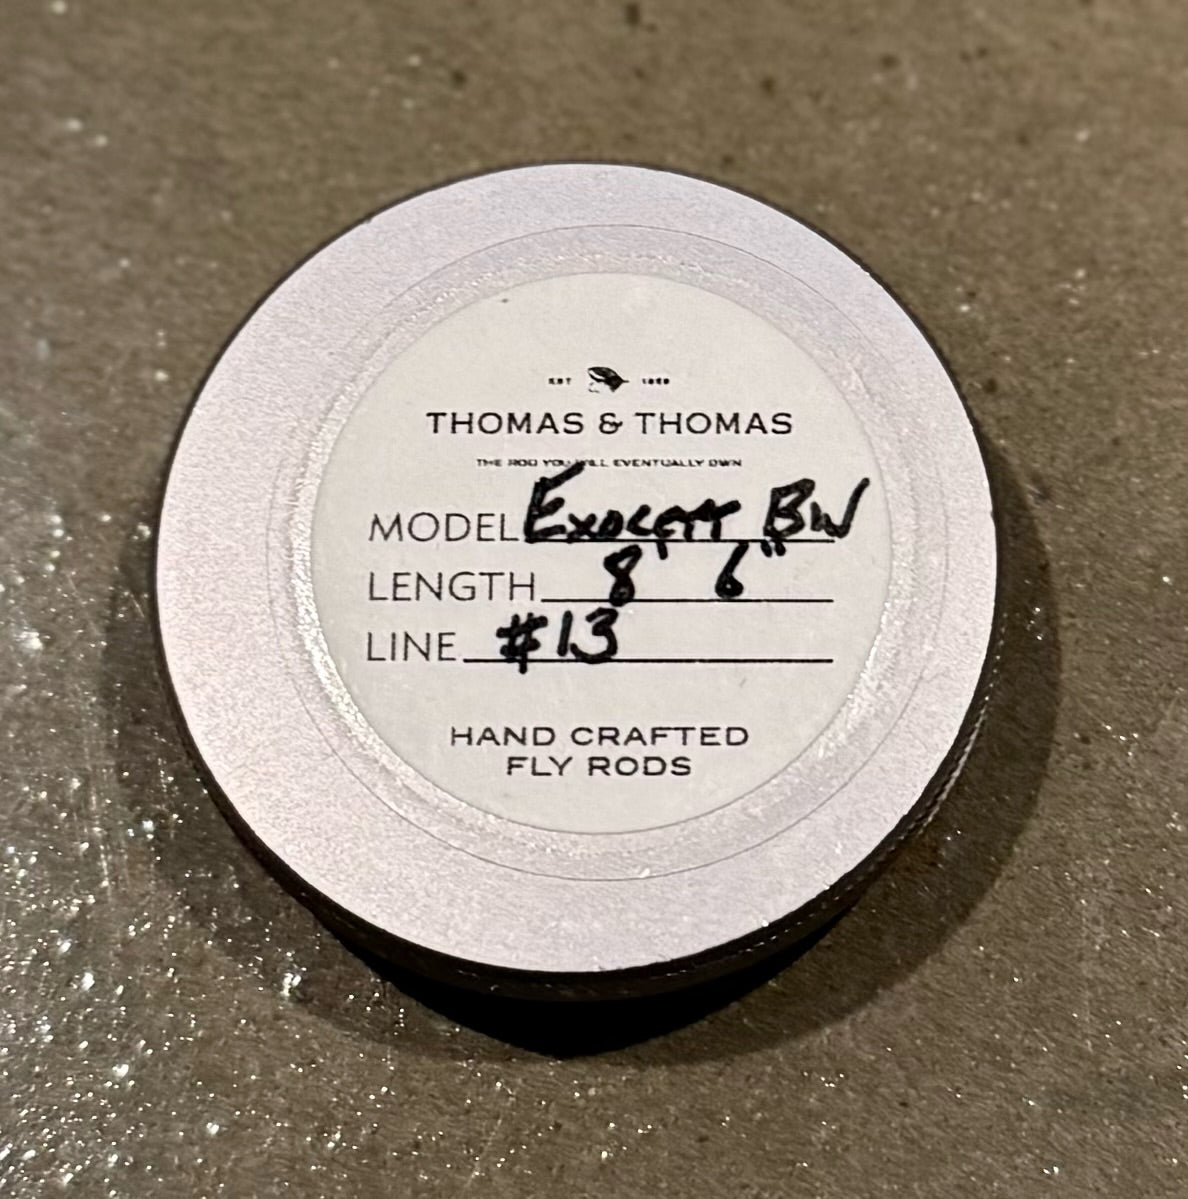 EST 1969
THOMAS & THOMAS
THE ROD YOU WILL EVENTUALLY OWN
MODEL Exocett BW
LENGTH 8' 6"
LINE #13
HAND CRAFTED
FLY RODS